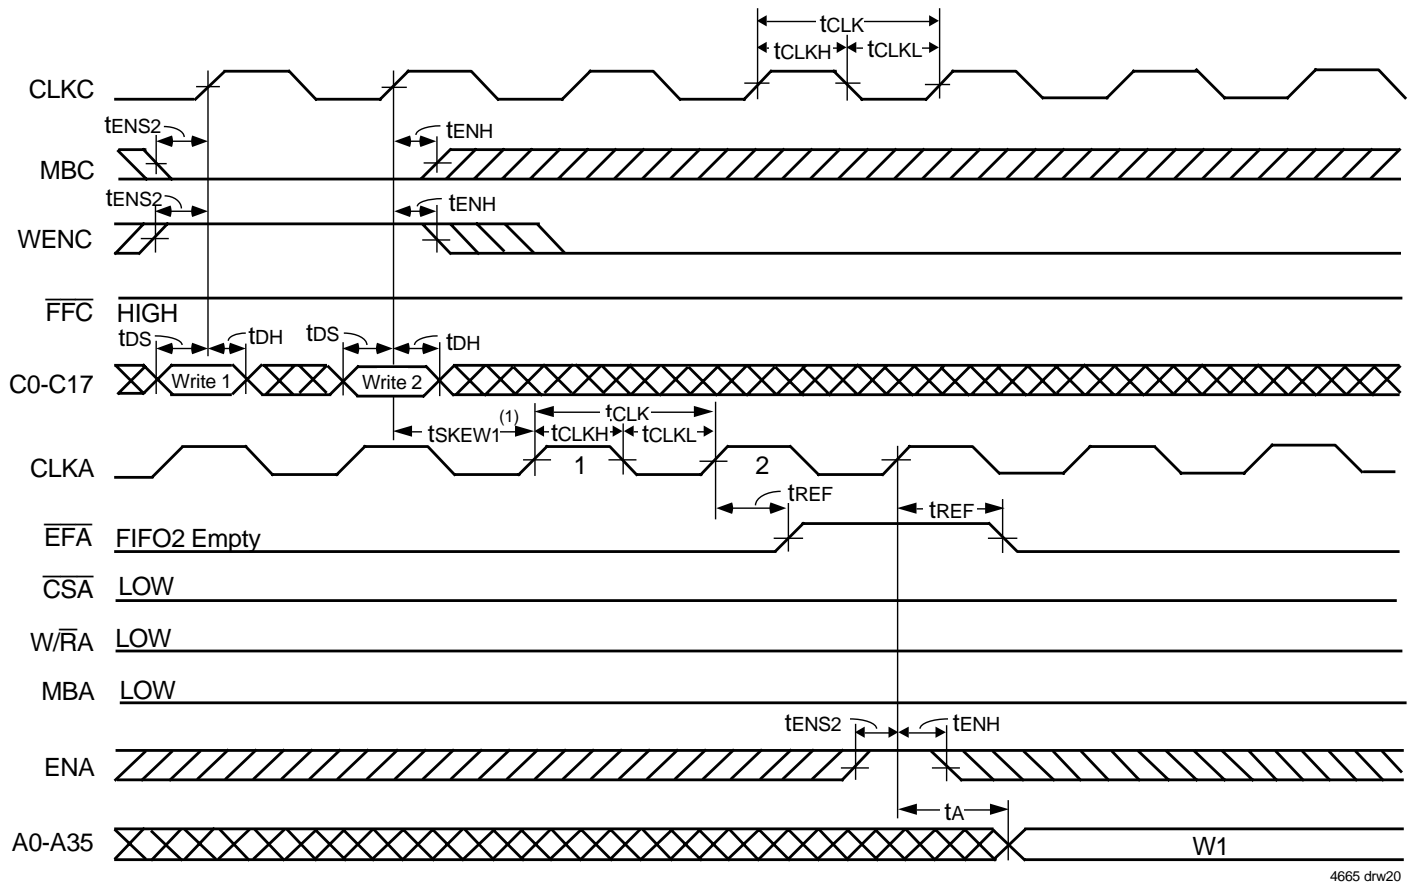 tCLK
tCLKH tCLKL
CLKC
tENS2 tENH
MBC
tENS2 tENH
WENC
FFC HIGH
tDS tDH tDS tDH
C0-C17 Write 1 Write 2
tSKEW1(1) tCLK
tCLKH tCLKL
CLKA 1 2
tREF tREF
EFA FIFO2 Empty
CSA LOW
W/RA LOW
MBA LOW
tENS2 tENH
ENA
tA
A0-A35 W1
4665 drw20